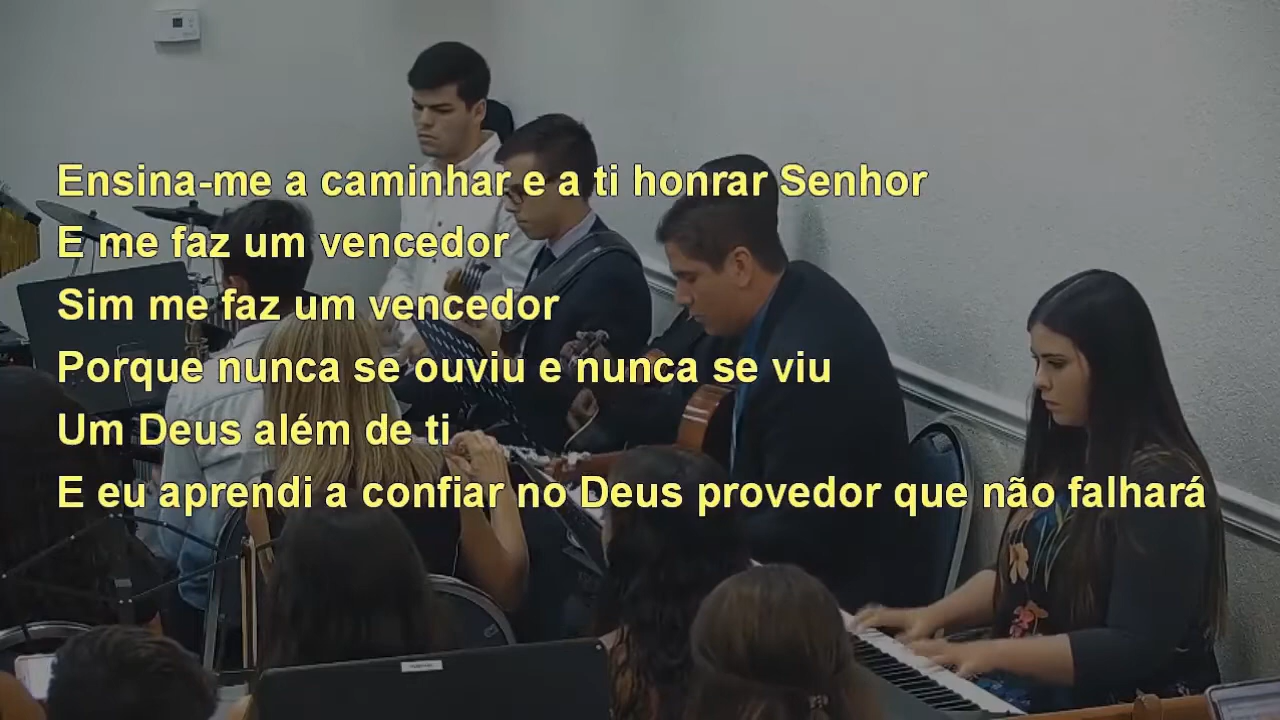 Ensina-me a caminhar e a ti honrar Senhor
E me faz um vencedor
Sim me faz um vencedor
Porque nunca se ouviu e nunca se viu
Um Deus além de ti
E eu aprendi a confiar no Deus provedor que não falhará